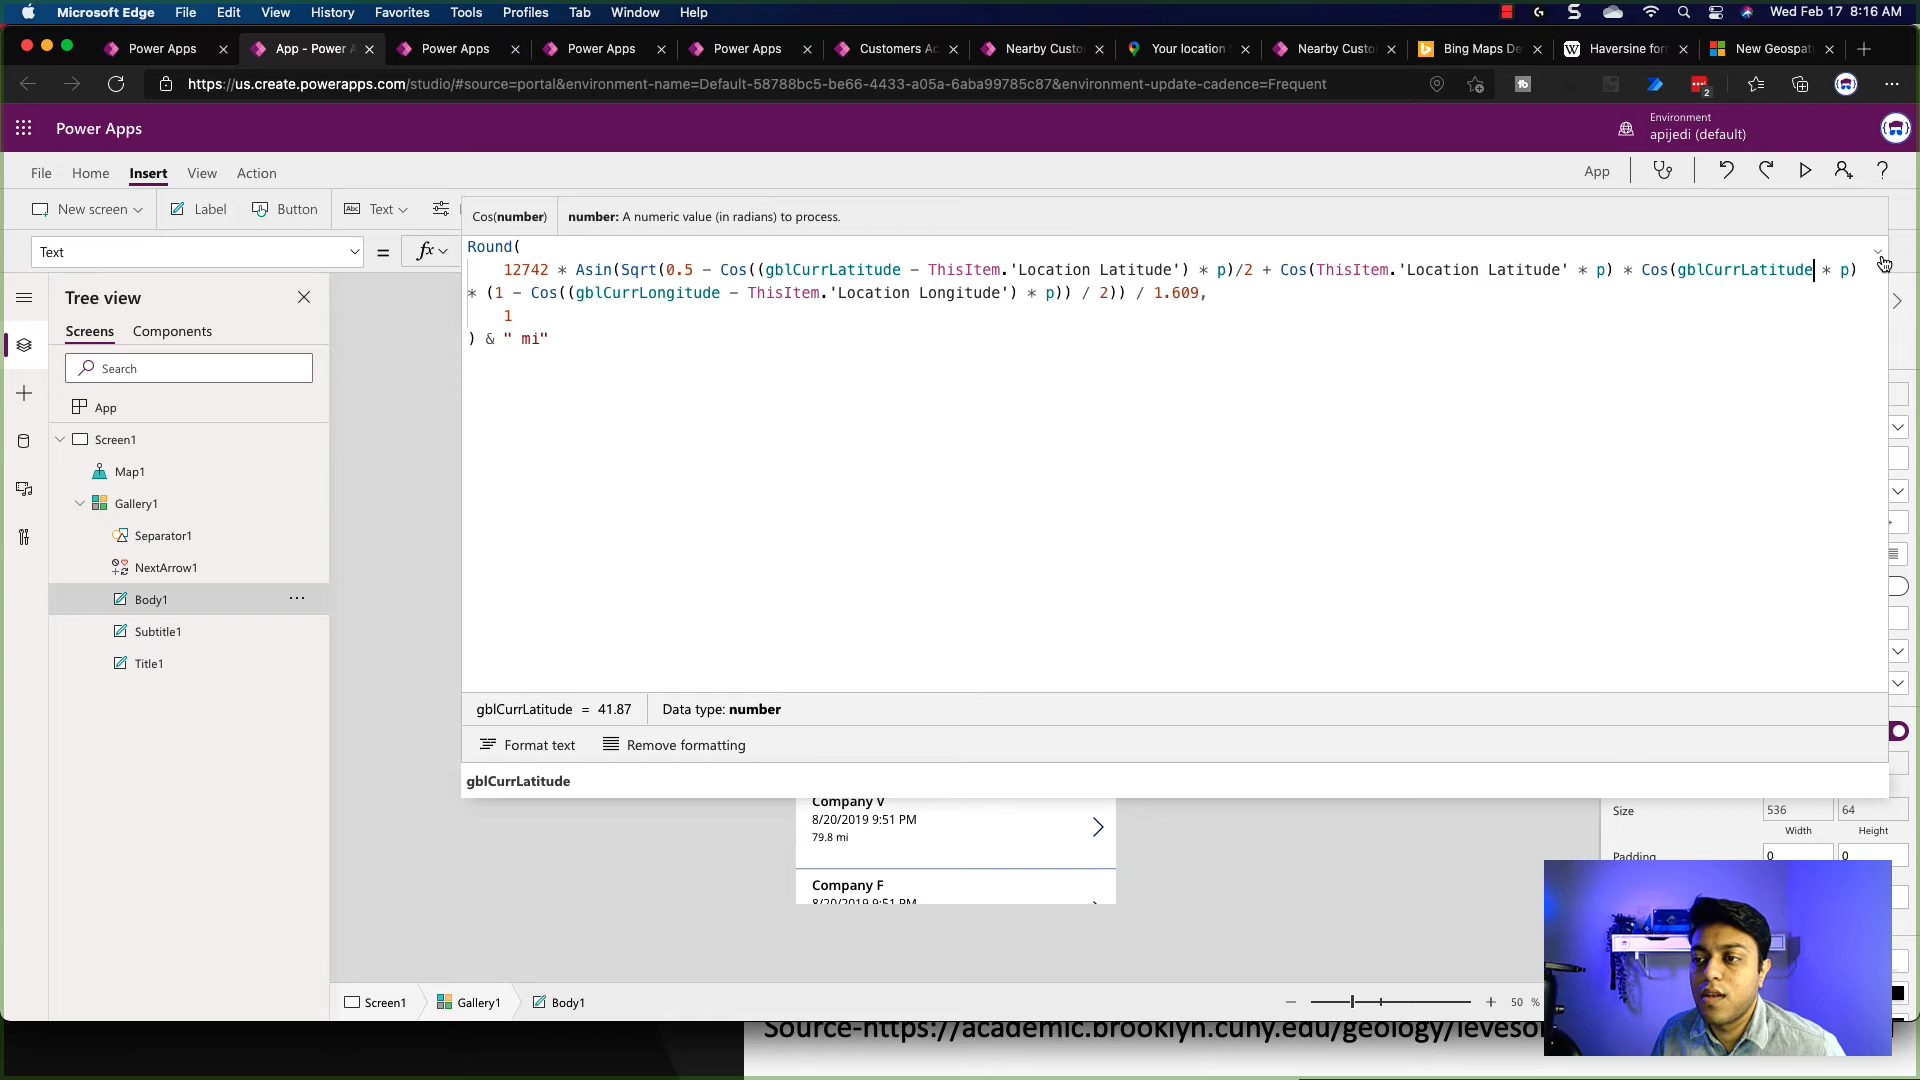 Microsoft Edge File Edit View History Favorites Tools Profiles Tab Window Help Wed Feb 17 8:16 AM
Power Apps App - Power A Power Apps Power Apps Power Apps Customers Ac Nearby Custo Your location Nearby Custo Bing Maps De Haversine for New Geospati
https://us.create.powerapps.com/studio/#source=portal&environment-name=Default-58788bc5-be66-4433-a05a-6aba99785c87&environment-update-cadence=Frequent
2
Power Apps
Environment
apijedi (default)
File Home Insert View Action App
New screen Label Button Text
Cos(number) number: A numeric value (in radians) to process.
Text = fx
Round(
12742 * Asin(Sqrt(0.5 - Cos((gblCurrLatitude - ThisItem.'Location Latitude') * p)/2 + Cos(ThisItem.'Location Latitude' * p) * Cos(gblCurrLatitude * p)
* (1 - Cos((gblCurrLongitude - ThisItem.'Location Longitude') * p)) / 2)) / 1.609,
1
) & " mi"
Tree view
Screens Components
Search
App
Screen1
Map1
Gallery1
Separator1
NextArrow1
Body1
Subtitle1
Title1
gblCurrLatitude = 41.87 Data type: number
Format text Remove formatting
gblCurrLatitude
Company V
8/20/2019 9:51 PM
79.8 mi
Company F
8/20/2019 9:51 PM
Size 536 64
Width Height
Padding 0 0
Screen1 Gallery1 Body1 50 %
Source-https://academic.brooklyn.cuny.edu/geology/leveso